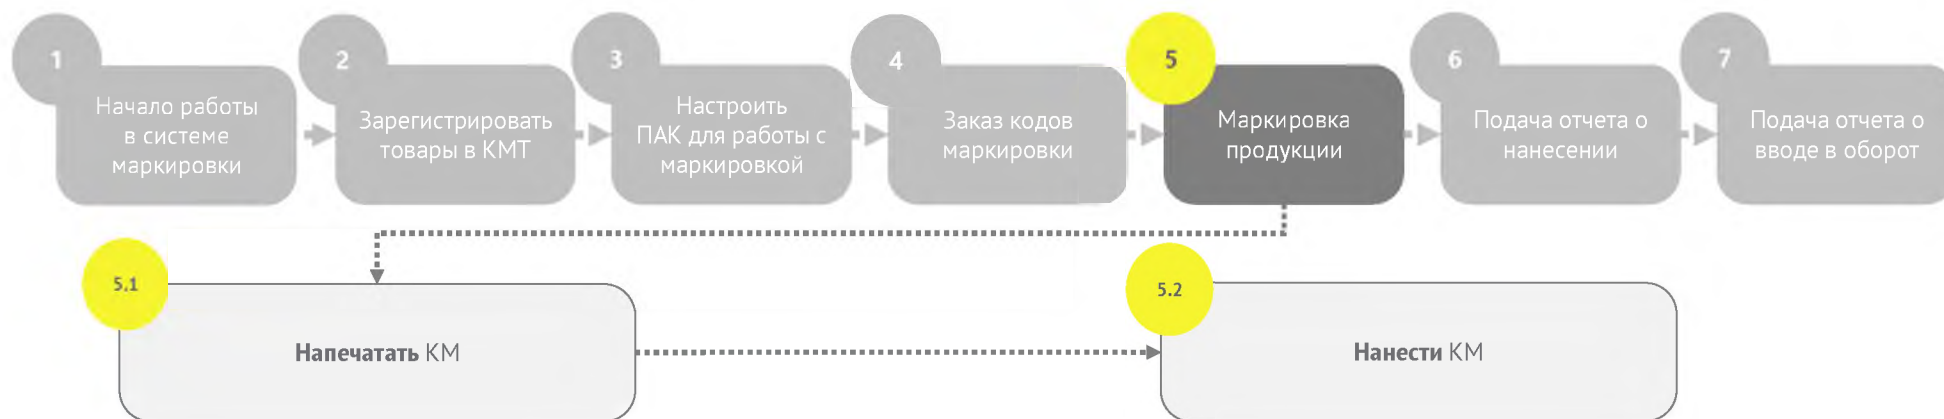 1
Начало работы
в системе
маркировки
2
Зарегистрировать
товары в КМТ
3
Настроить
ПАК для работы с
маркировкой
4
Заказ кодов
маркировки
5
Маркировка
продукции
6
Подача отчета о
нанесении
7
Подача отчета о
вводе в оборот
5.1
Напечатать КМ
5.2
Нанести КМ